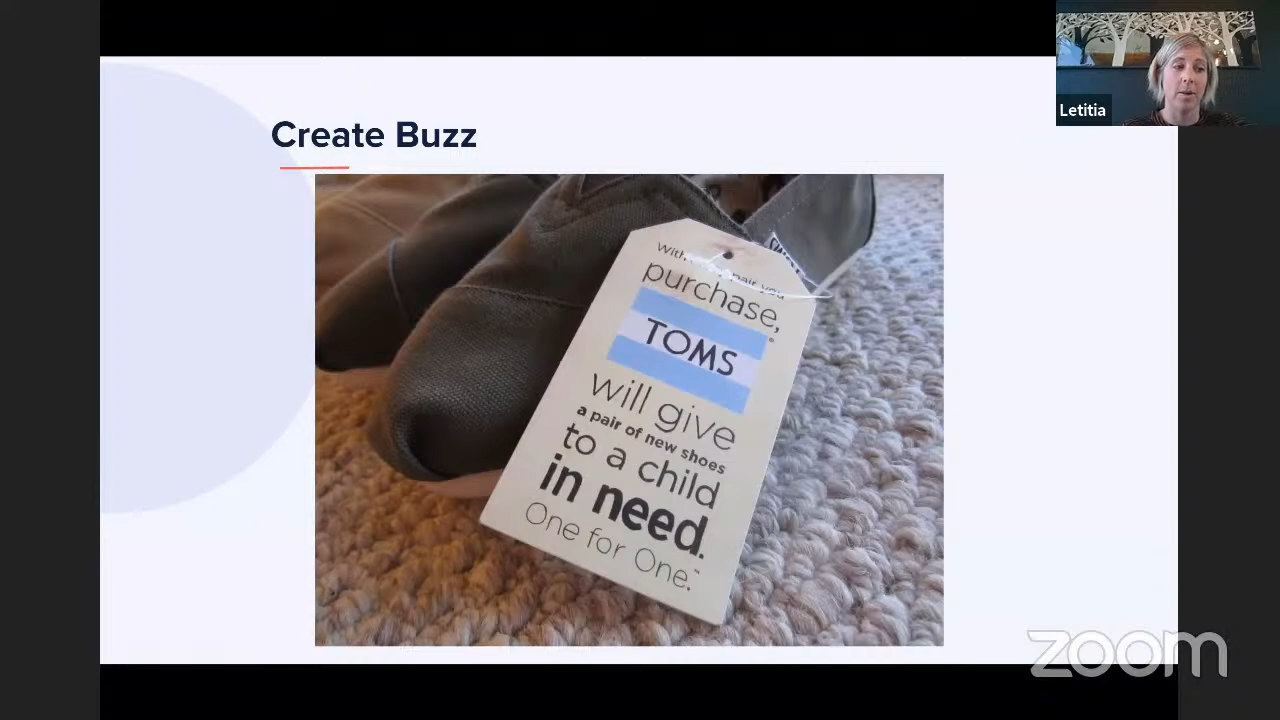 Create Buzz
Letitia
purchase,
TOMS®
will give
a pair of new shoes
to a child
in need.
One for One.™
zoom